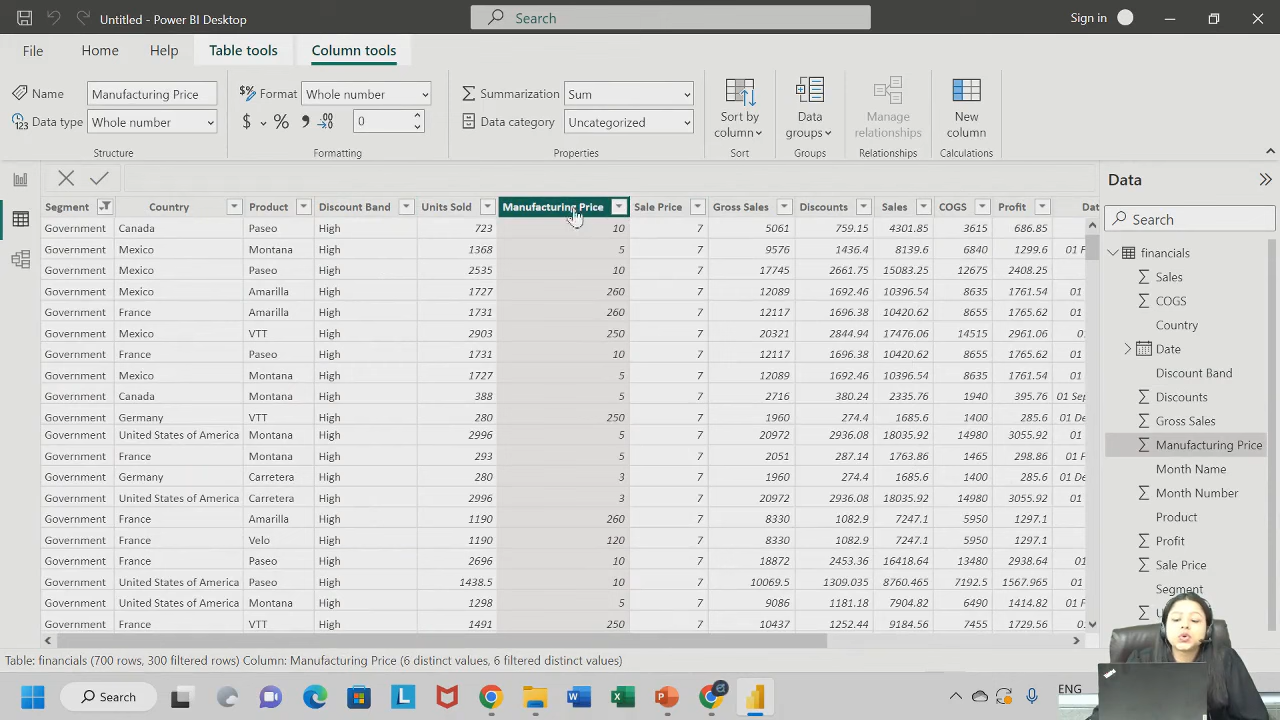 Untitled - Power BI Desktop
Search
Sign in
File
Home
Help
Table tools
Column tools
Name
Manufacturing Price
Data type
Whole number
Structure
Format
Whole number
$
%
0
Formatting
Summarization
Sum
Data category
Uncategorized
Properties
Sort by
column
Sort
Data
groups
Groups
Manage
relationships
Relationships
New
column
Calculations
Segment Country Product Discount Band Units Sold Manufacturing Price Sale Price Gross Sales Discounts Sales COGS Profit Dat
Government Canada Paseo High 723 10 7 5061 759.15 4301.85 3615 686.85
Government Mexico Montana High 1368 5 7 9576 1436.4 8139.6 6840 1299.6 01 F
Government Mexico Paseo High 2535 10 7 17745 2661.75 15083.25 12675 2408.25
Government Mexico Amarilla High 1727 260 7 12089 1692.46 10396.54 8635 1761.54 01
Government France Amarilla High 1731 260 7 12117 1696.38 10420.62 8655 1765.62 01
Government Mexico VTT High 2903 250 7 20321 2844.94 17476.06 14515 2961.06 0
Government France Paseo High 1731 10 7 12117 1696.38 10420.62 8655 1765.62 01
Government Mexico Montana High 1727 5 7 12089 1692.46 10396.54 8635 1761.54 01
Government Canada Montana High 388 5 7 2716 380.24 2335.76 1940 395.76 01 Sep
Government Germany VTT High 280 250 7 1960 274.4 1685.6 1400 285.6 01 De
Government United States of America Montana High 2996 5 7 20972 2936.08 18035.92 14980 3055.92 01
Government France Montana High 293 5 7 2051 287.14 1763.86 1465 298.86 01 F
Government Germany Carretera High 280 3 7 1960 274.4 1685.6 1400 285.6 01 De
Government United States of America Carretera High 2996 3 7 20972 2936.08 18035.92 14980 3055.92 01
Government France Amarilla High 1190 260 7 8330 1082.9 7247.1 5950 1297.1 01
Government France Velo High 1190 120 7 8330 1082.9 7247.1 5950 1297.1 01
Government France Paseo High 2696 10 7 18872 2453.36 16418.64 13480 2938.64 01
Government United States of America Paseo High 1438.5 10 7 10069.5 1309.035 8760.465 7192.5 1567.965 01
Government United States of America Montana High 1298 5 7 9086 1181.18 7904.82 6490 1414.82 01 F
Government France VTT High 1491 250 7 10437 1252.44 9184.56 7455 1729.56 0
Data
Search
financials
Sales
COGS
Country
Date
Discount Band
Discounts
Gross Sales
Manufacturing Price
Month Name
Month Number
Product
Profit
Sale Price
Segment
Table: financials (700 rows, 300 filtered rows) Column: Manufacturing Price (6 distinct values, 6 filtered distinct values)
Search
ENG